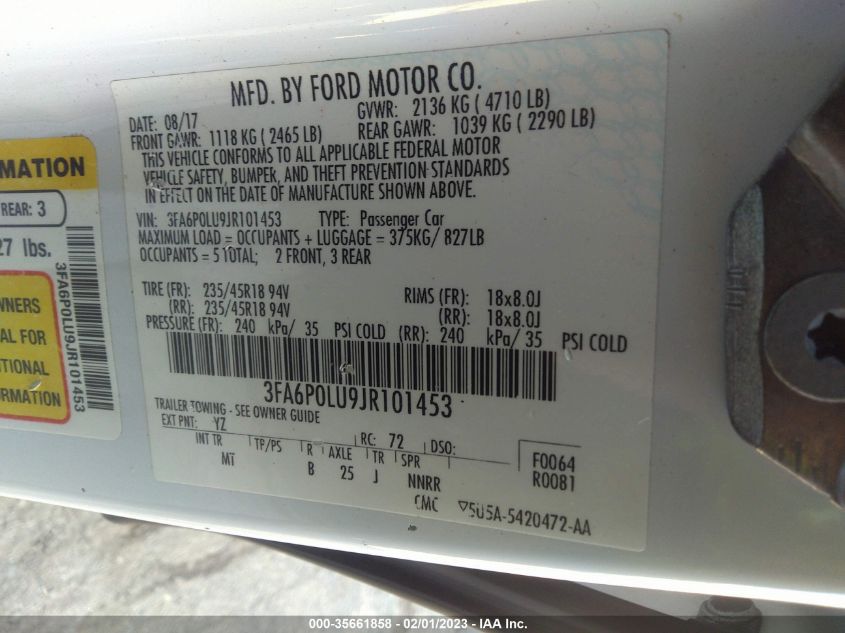 MFD. BY FORD MOTOR CO.
DATE: 08/17 GVWR: 2136 KG ( 4710 LB)
FRONT GAWR: 1118 KG ( 2465 LB) REAR GAWR: 1039 KG ( 2290 LB)
THIS VEHICLE CONFORMS TO ALL APPLICABLE FEDERAL MOTOR
VEHICLE SAFETY, BUMPER, AND THEFT PREVENTION STANDARDS
IN EFFECT ON THE DATE OF MANUFACTURE SHOWN ABOVE.
VIN: 3FA6P0LU9JR101453 TYPE: Passenger Car
MAXIMUM LOAD = OCCUPANTS + LUGGAGE = 375KG/ 827LB
OCCUPANTS = 5 TOTAL; 2 FRONT, 3 REAR
TIRE (FR): 235/45R18 94V RIMS (FR): 18x8.0J
(RR): 235/45R18 94V (RR): 18x8.0J
PRESSURE (FR): 240 kPa/ 35 PSI COLD (RR): 240 kPa/ 35 PSI COLD
3FA6P0LU9JR101453
TRAILER TOWING - SEE OWNER GUIDE
EXT PNT: YZ RC: 72 DSO:
INT TR TP/PS R AXLE TR SPR F0064
MT B 25 J NNRR R0081
CMC 5U5A-5420472-AA
MATION
REAR: 3
27 lbs.
3FA6P0LU9JR101453
OWNERS
AL FOR
ITIONAL
FORMATION
000-35661858 - 02/01/2023 - IAAI.com